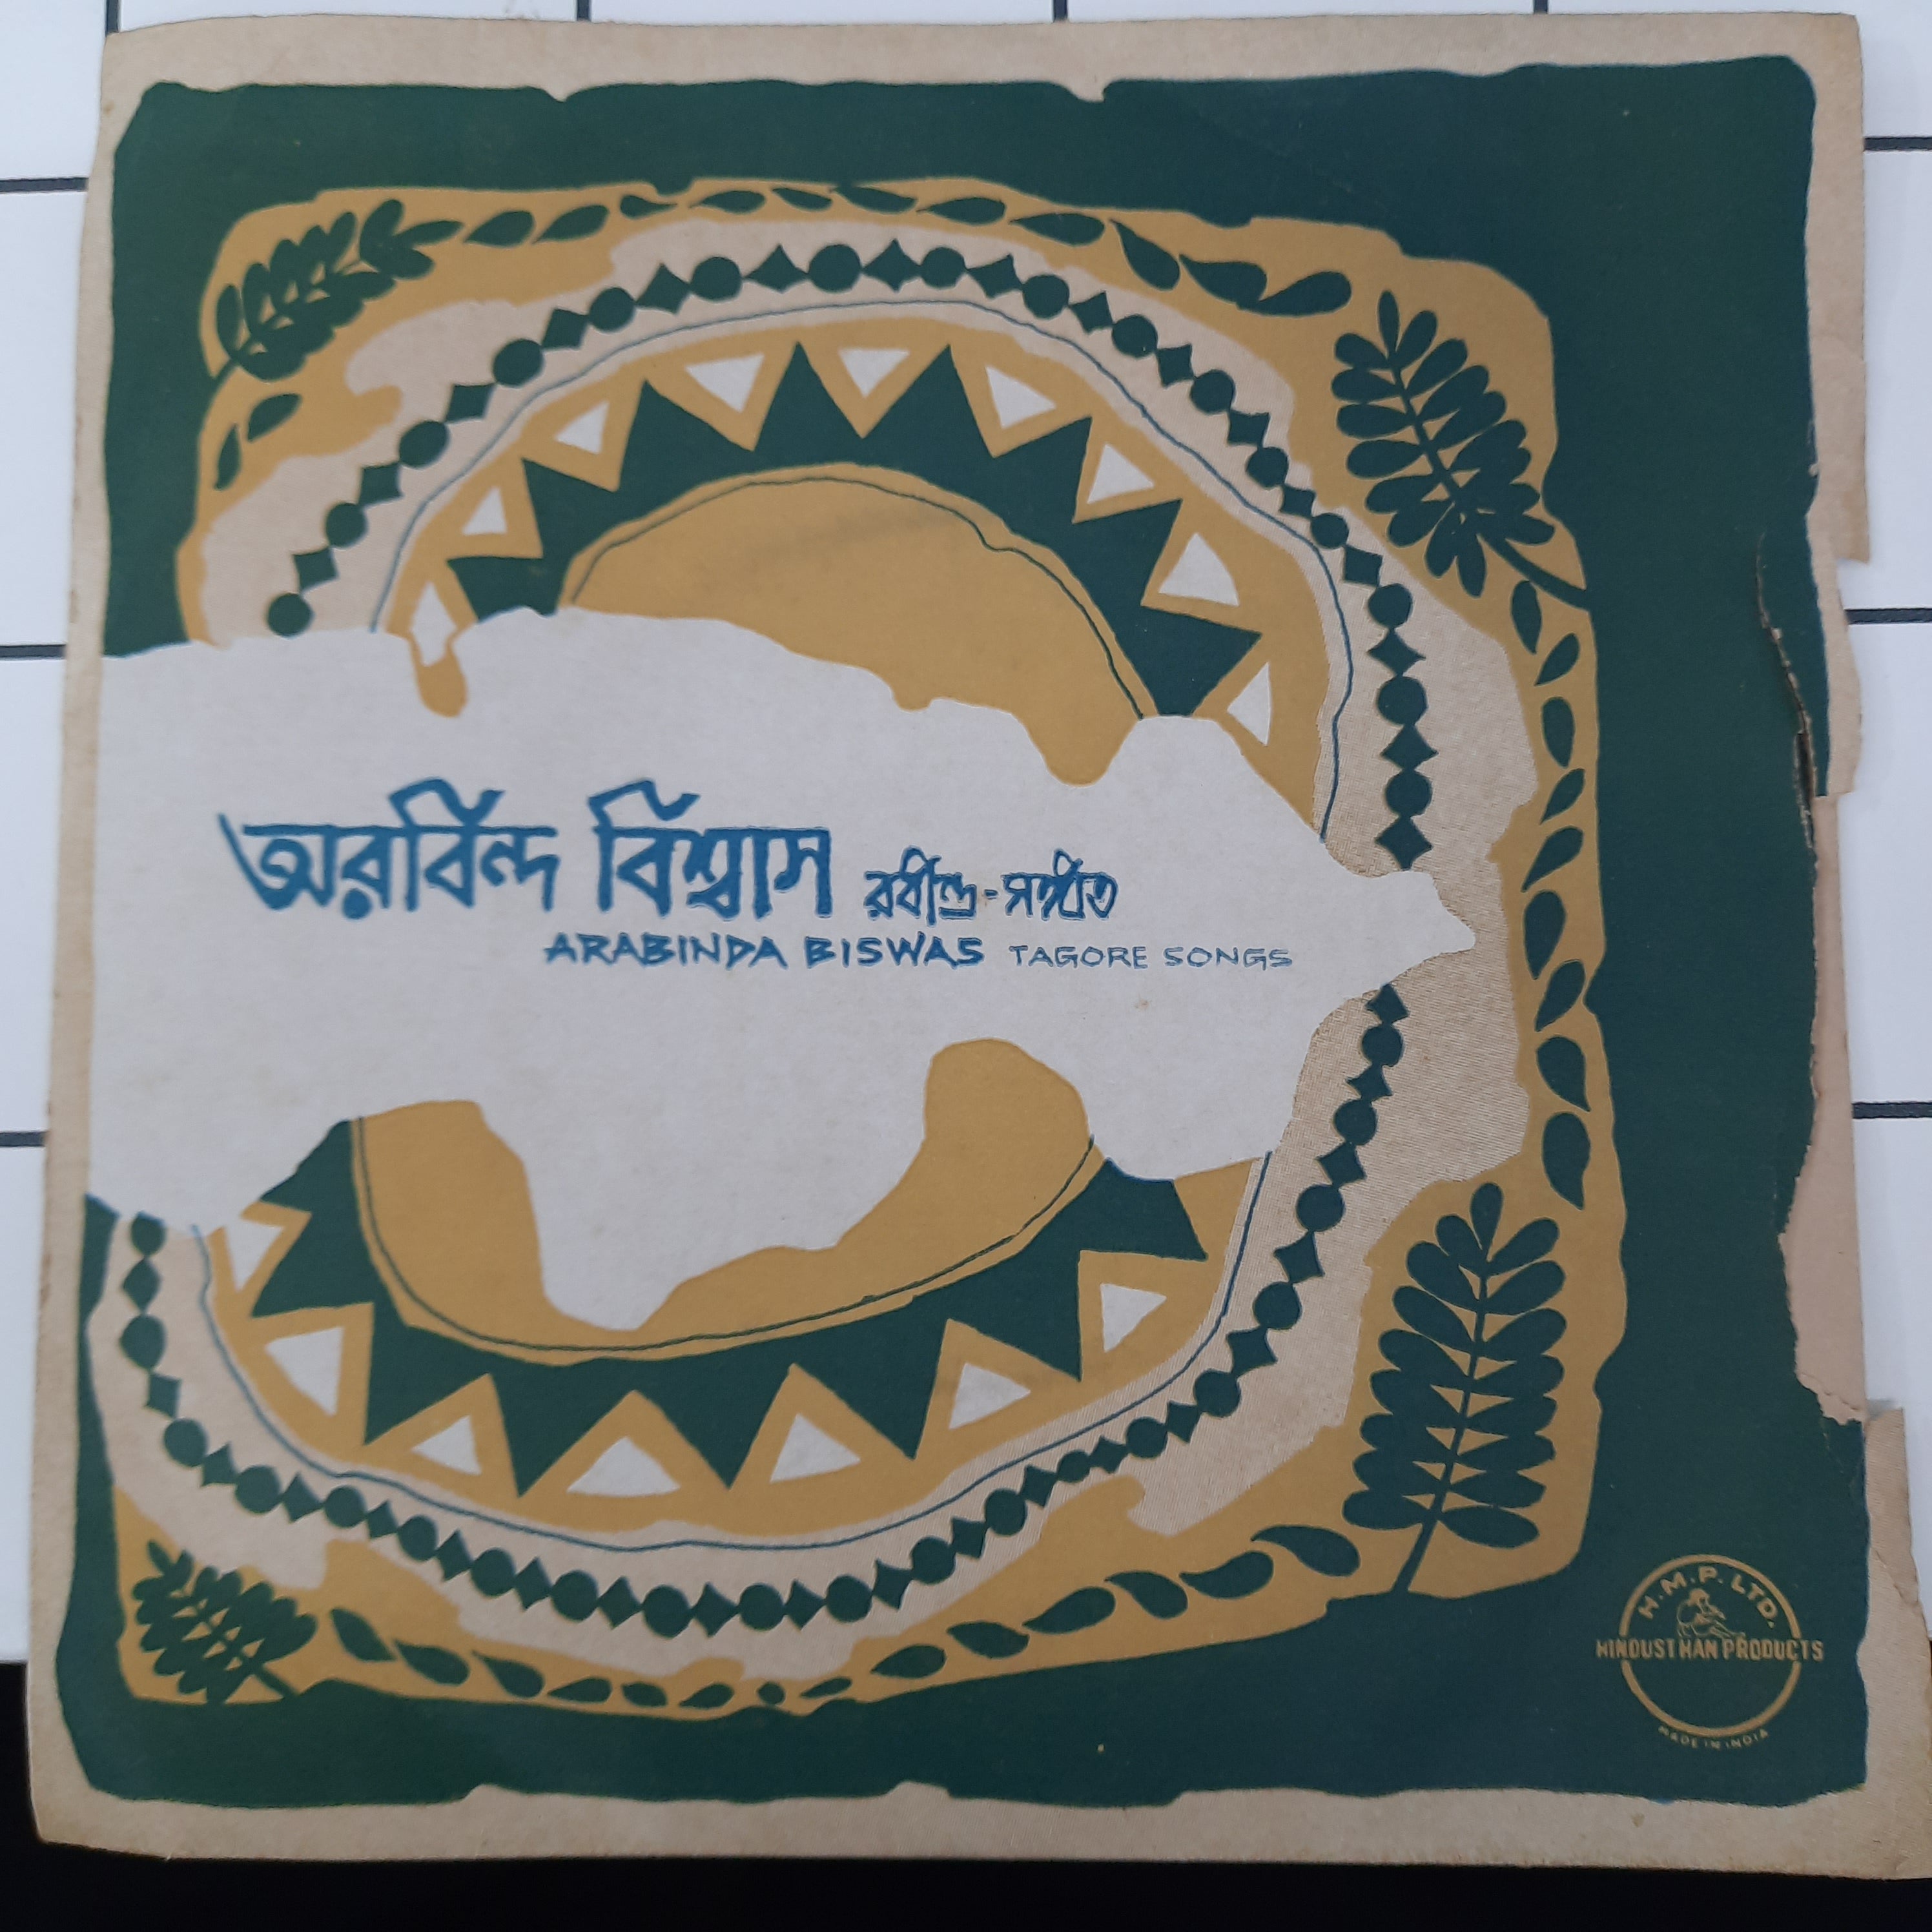 অরবিন্দ বিশ্বাস রবীন্দ্র-সঙ্গীত
ARABINDA BISWAS TAGORE SONGS
H.M.P. LTD.
HINDUSTHAN PRODUCTS
MADE IN INDIA